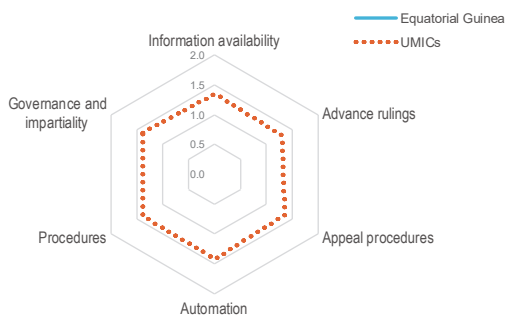 Equatorial Guinea
UMICs
Information availability
2.0
Governance and
impartiality
1.5
Advance rulings
1.0
0.5
0.0
Procedures
Appeal procedures
Automation